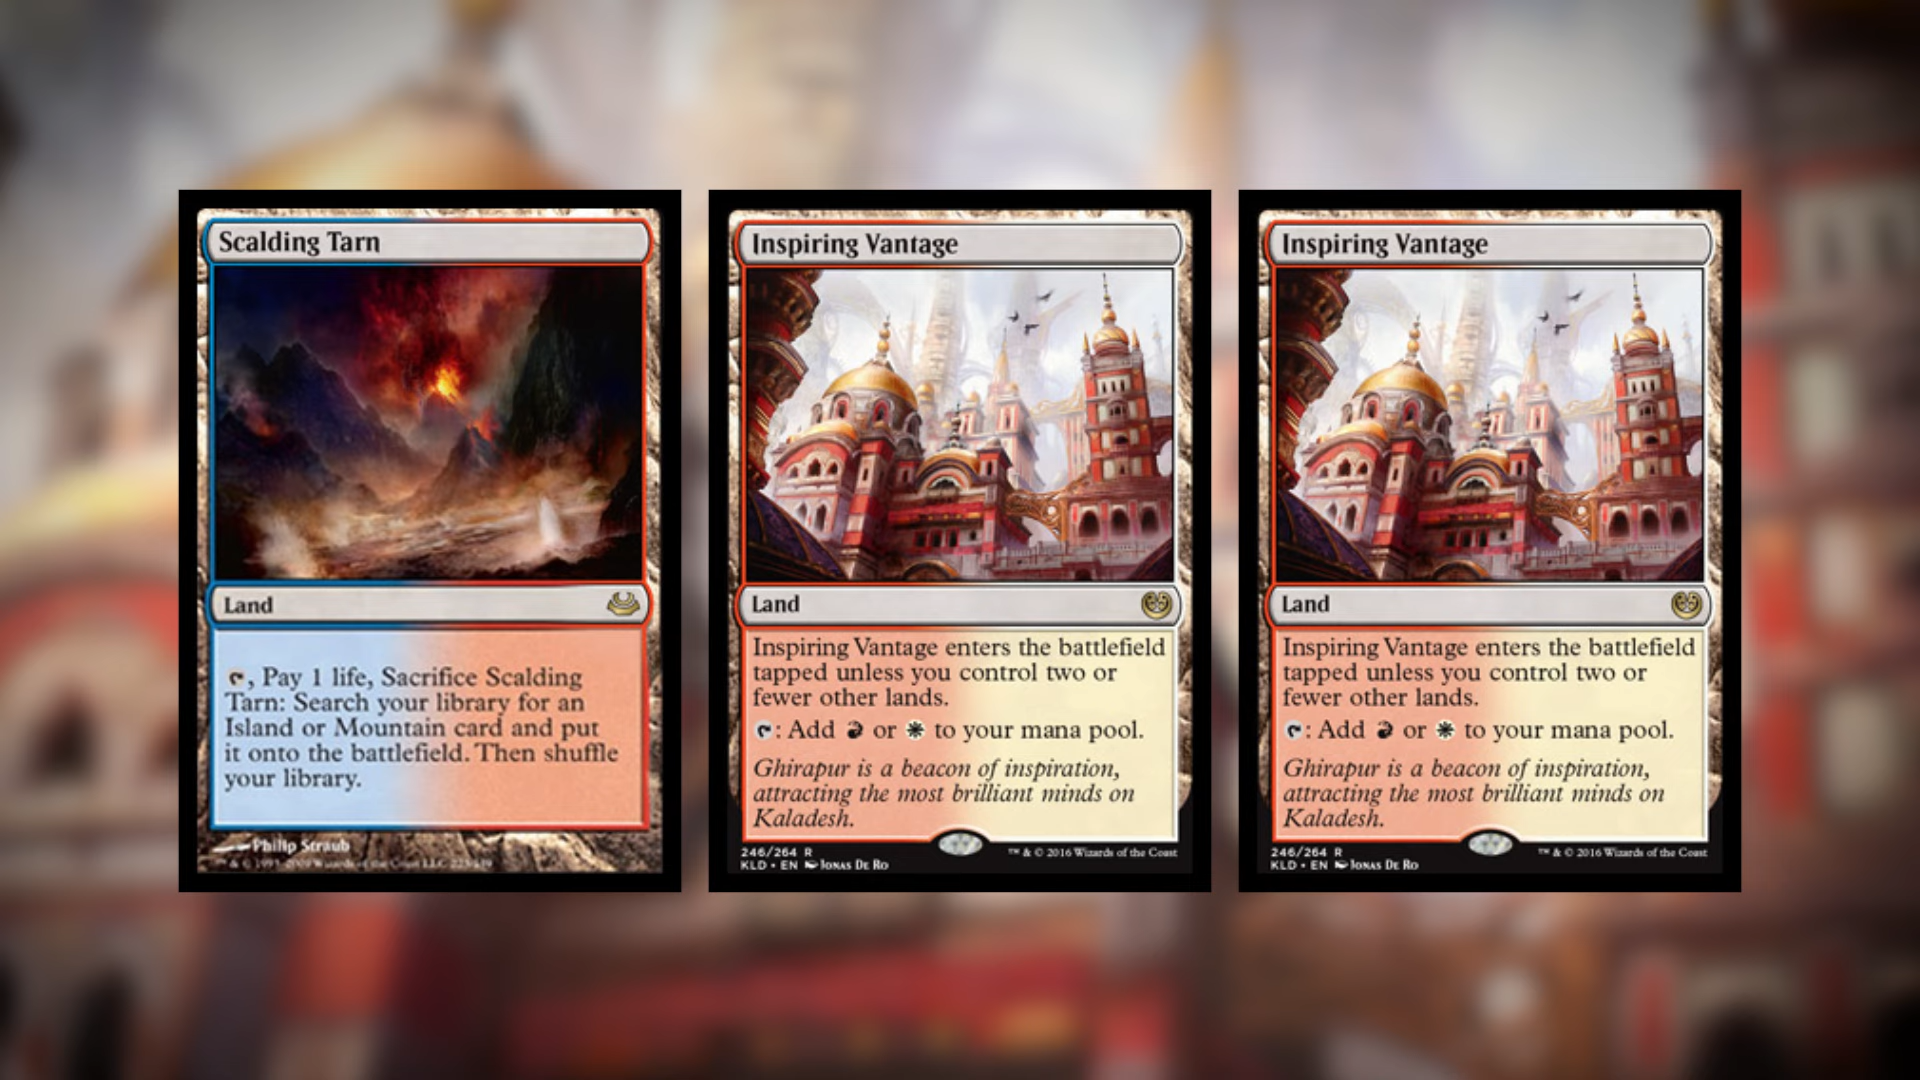 Scalding Tarn
Land
, Pay 1 life, Sacrifice Scalding
Tarn: Search your library for an
Island or Mountain card and put
it onto the battlefield. Then shuffle
your library.
Philip Straub
Inspiring Vantage
Land
Inspiring Vantage enters the battlefield
tapped unless you control two or
fewer other lands.
: Add or to your mana pool.
Ghirapur is a beacon of inspiration,
attracting the most brilliant minds on
Kaladesh.
246/264 R
KLD • EN Jonas De Ro
™ & © 2016 Wizards of the Coast
Inspiring Vantage
Land
Inspiring Vantage enters the battlefield
tapped unless you control two or
fewer other lands.
: Add or to your mana pool.
Ghirapur is a beacon of inspiration,
attracting the most brilliant minds on
Kaladesh.
246/264 R
KLD • EN Jonas De Ro
™ & © 2016 Wizards of the Coast